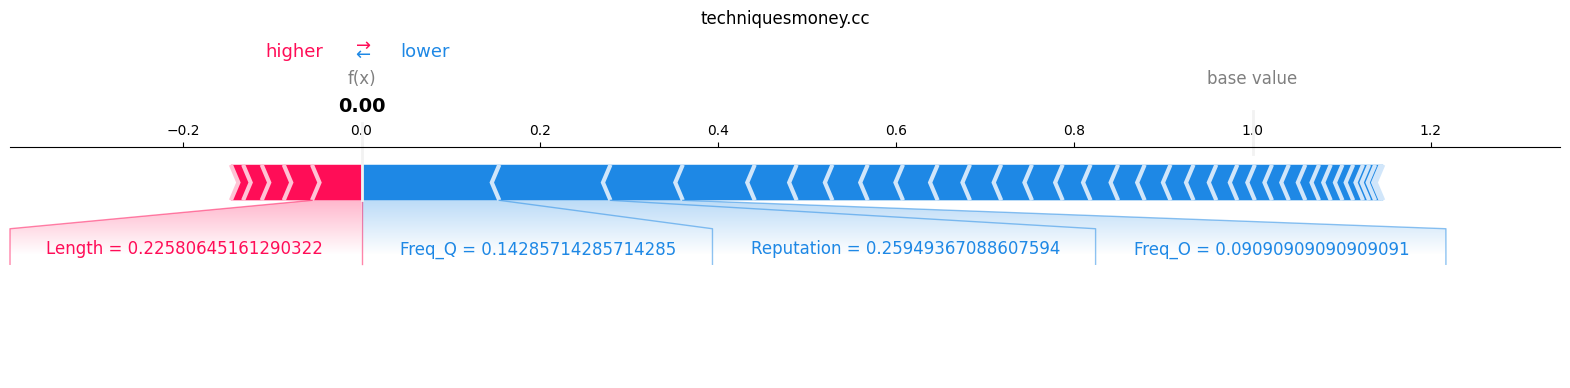 techniquesmoney.cc
higher → ← lower
f(x) base value
0.00
−0.2 0.0 0.2 0.4 0.6 0.8 1.0 1.2
Length = 0.22580645161290322 Freq_Q = 0.14285714285714285 Reputation = 0.25949367088607594 Freq_O = 0.09090909090909091